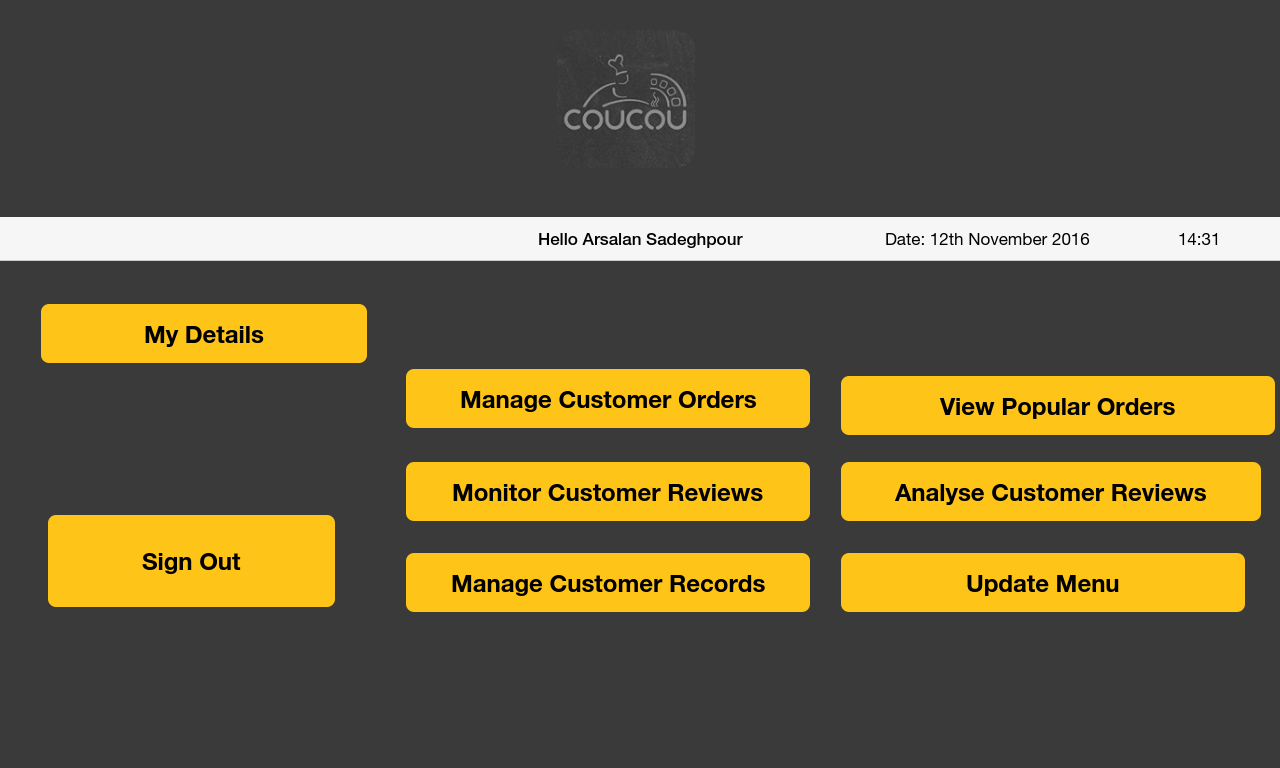 COUCOU
Hello Arsalan Sadeghpour Date: 12th November 2016 14:31
My Details
Manage Customer Orders
View Popular Orders
Monitor Customer Reviews
Analyse Customer Reviews
Sign Out
Manage Customer Records
Update Menu